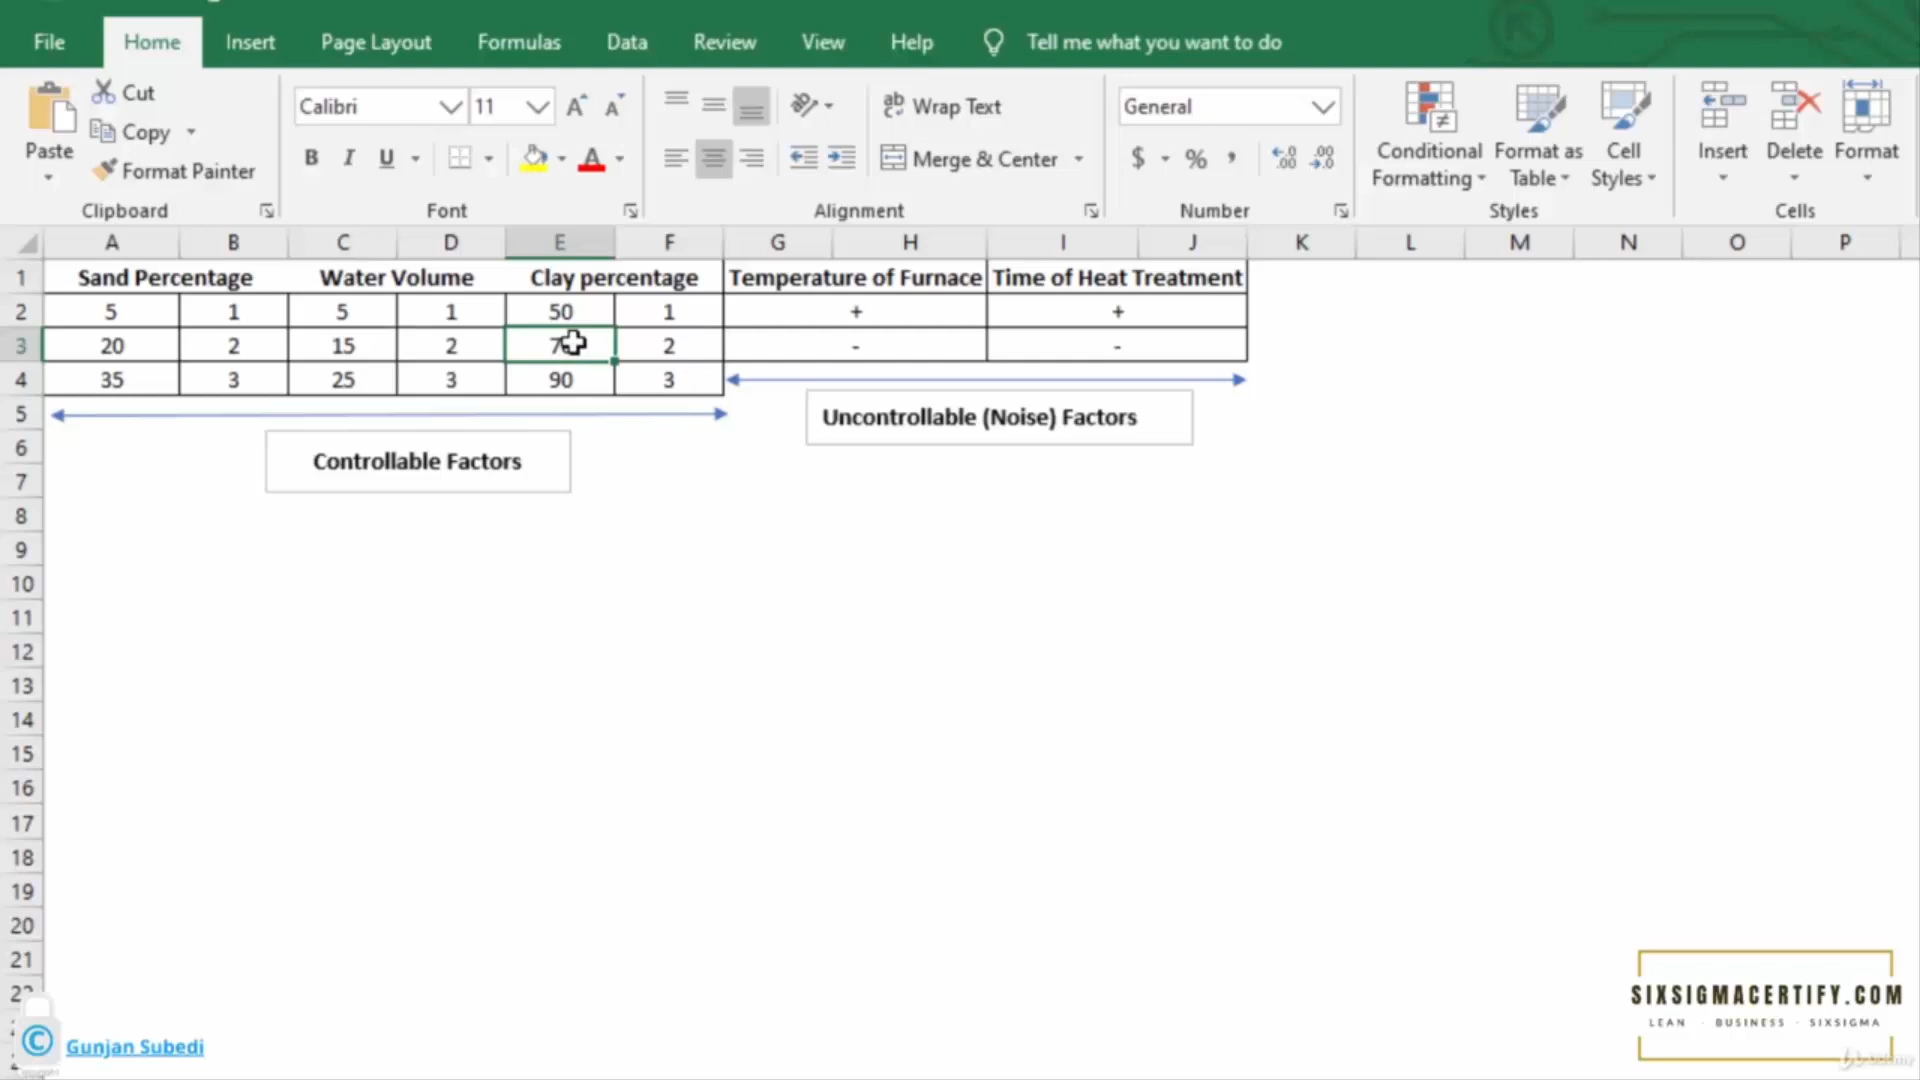 File Home Insert Page Layout Formulas Data Review View Help Tell me what you want to do
Paste
Cut
Copy
Format Painter
Clipboard
Calibri 11
B I U
Font
Wrap Text
Merge & Center
Alignment
General
$ % ,
Number
Conditional Formatting
Format as Table
Cell Styles
Styles
Insert Delete Format
Cells
A B C D E F G H I J K L M N O P
1 Sand Percentage Water Volume Clay percentage Temperature of Furnace Time of Heat Treatment
2 5 1 5 1 50 1 + +
3 20 2 15 2 2 - -
4 35 3 25 3 90 3
5
Uncontrollable (Noise) Factors
6
Controllable Factors
7
8
9
10
11
12
13
14
15
16
17
18
19
20
21
SIXSIGMACERTIFY.COM
LEAN · BUSINESS · SIXSIGMA
© Gunjan Subedi